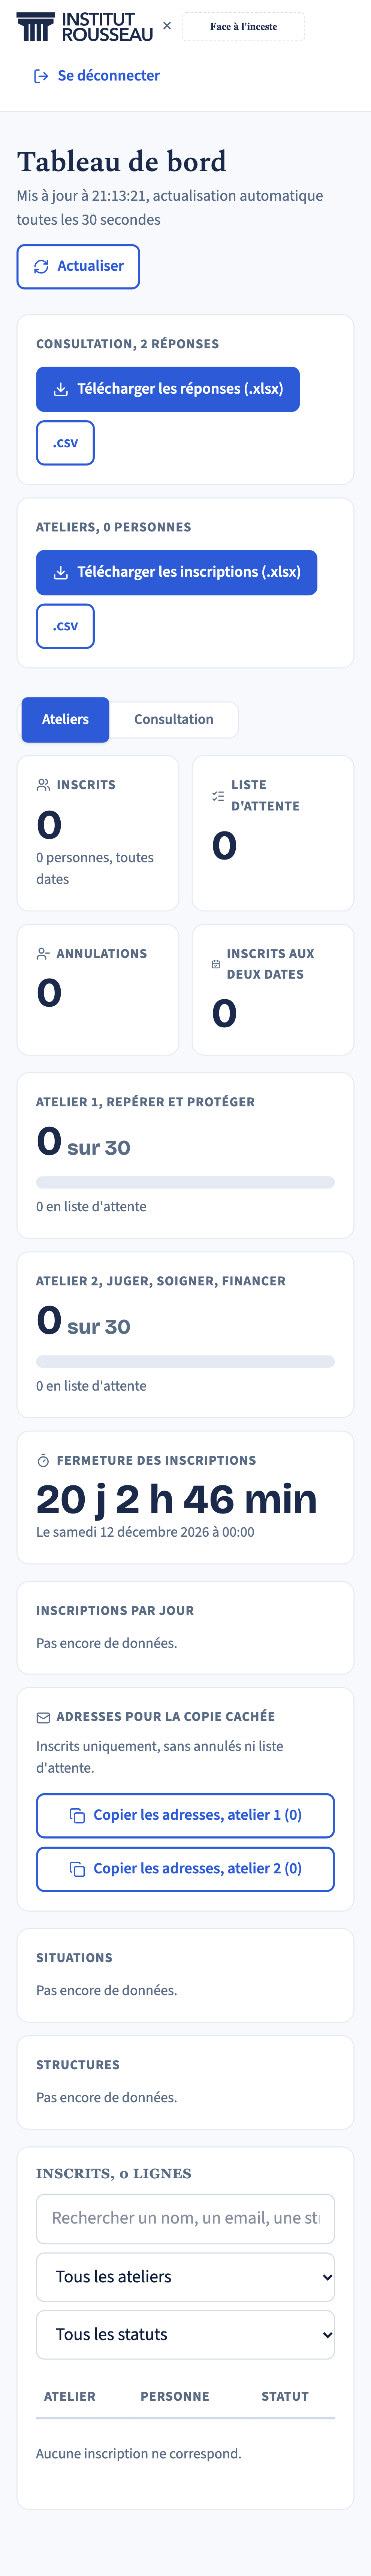 INSTITUT
ROUSSEAU
×
Face à l'inceste
Se déconnecter
Tableau de bord
Mis à jour à 21:13:21, actualisation automatique
toutes les 30 secondes
Actualiser
CONSULTATION, 2 RÉPONSES
Télécharger les réponses (.xlsx)
.csv
ATELIERS, 0 PERSONNES
Télécharger les inscriptions (.xlsx)
.csv
Ateliers
Consultation
INSCRITS
0
0 personnes, toutes
dates
LISTE
D'ATTENTE
0
ANNULATIONS
0
INSCRITS AUX
DEUX DATES
0
ATELIER 1, REPÉRER ET PROTÉGER
0 sur 30
0 en liste d'attente
ATELIER 2, JUGER, SOIGNER, FINANCER
0 sur 30
0 en liste d'attente
FERMETURE DES INSCRIPTIONS
20 j 2 h 46 min
Le samedi 12 décembre 2026 à 00:00
INSCRIPTIONS PAR JOUR
Pas encore de données.
ADRESSES POUR LA COPIE CACHÉE
Inscrits uniquement, sans annulés ni liste
d'attente.
Copier les adresses, atelier 1 (0)
Copier les adresses, atelier 2 (0)
SITUATIONS
Pas encore de données.
STRUCTURES
Pas encore de données.
INSCRITS, 0 LIGNES
Rechercher un nom, un email, une str
Tous les ateliers
Tous les statuts
ATELIER PERSONNE STATUT
Aucune inscription ne correspond.